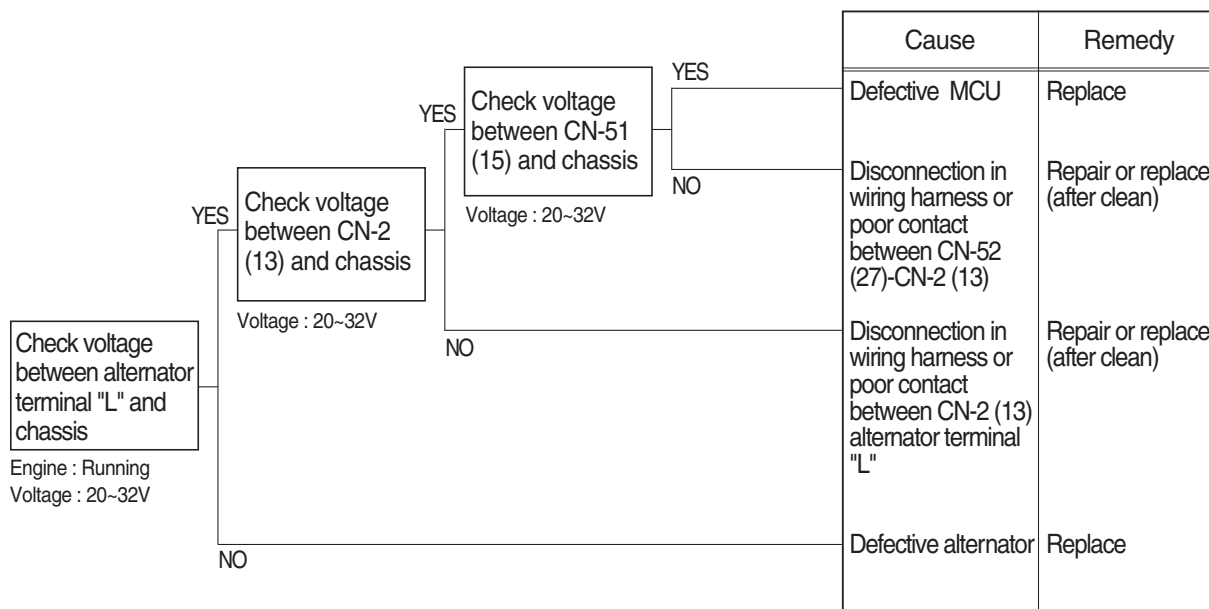 Cause
Remedy
YES
Defective MCU
Replace
YES
Check voltage
between CN-51
(15) and chassis
NO
Voltage : 20~32V
Disconnection in
wiring harness or
poor contact
between CN-52
(27)-CN-2 (13)
Repair or replace
(after clean)
YES
Check voltage
between CN-2
(13) and chassis
Voltage : 20~32V
NO
Disconnection in
wiring harness or
poor contact
between CN-2 (13)
alternator terminal
"L"
Repair or replace
(after clean)
Check voltage
between alternator
terminal "L" and
chassis
Engine : Running
Voltage : 20~32V
NO
Defective alternator
Replace